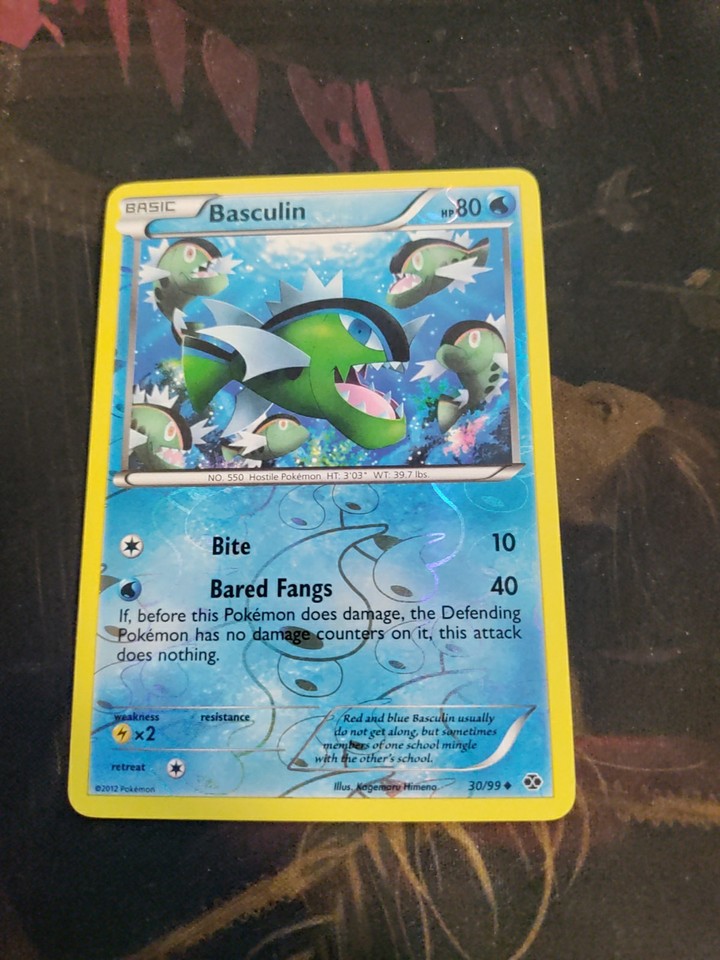 BASIC Basculin HP80
NO. 550 Hostile Pokémon HT: 3'03" WT: 39.7 lbs.
Bite 10
Bared Fangs 40
If, before this Pokémon does damage, the Defending
Pokémon has no damage counters on it, this attack
does nothing.
weakness resistance
×2
retreat
Red and blue Basculin usually
do not get along, but sometimes
members of one school mingle
with the other's school.
©2012 Pokémon Illus. Kagemaru Himeno 30/99